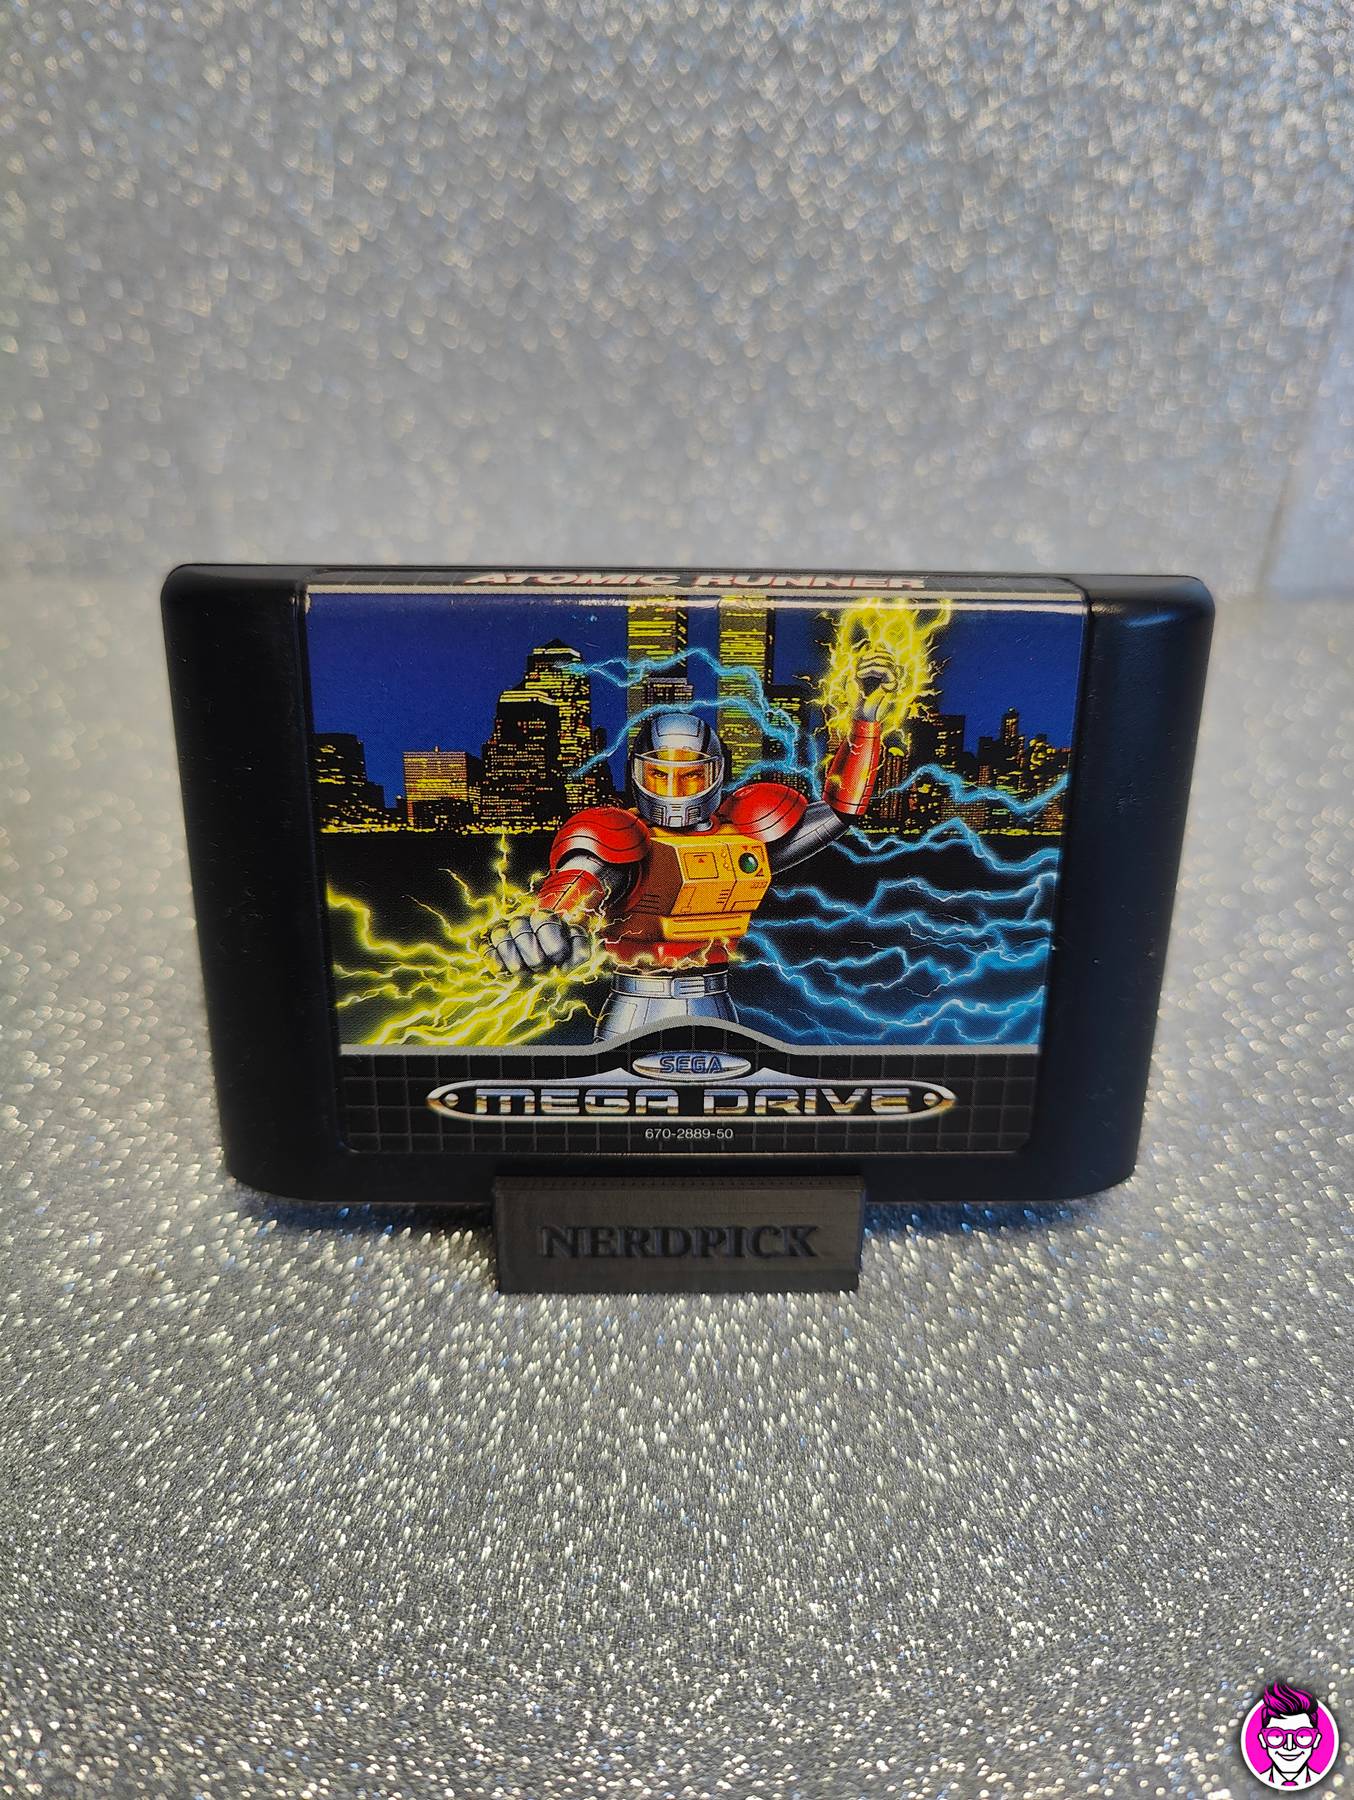 ATOMIC RUNNER
SEGA
MEGA DRIVE
670-2889-50
NERDPICK